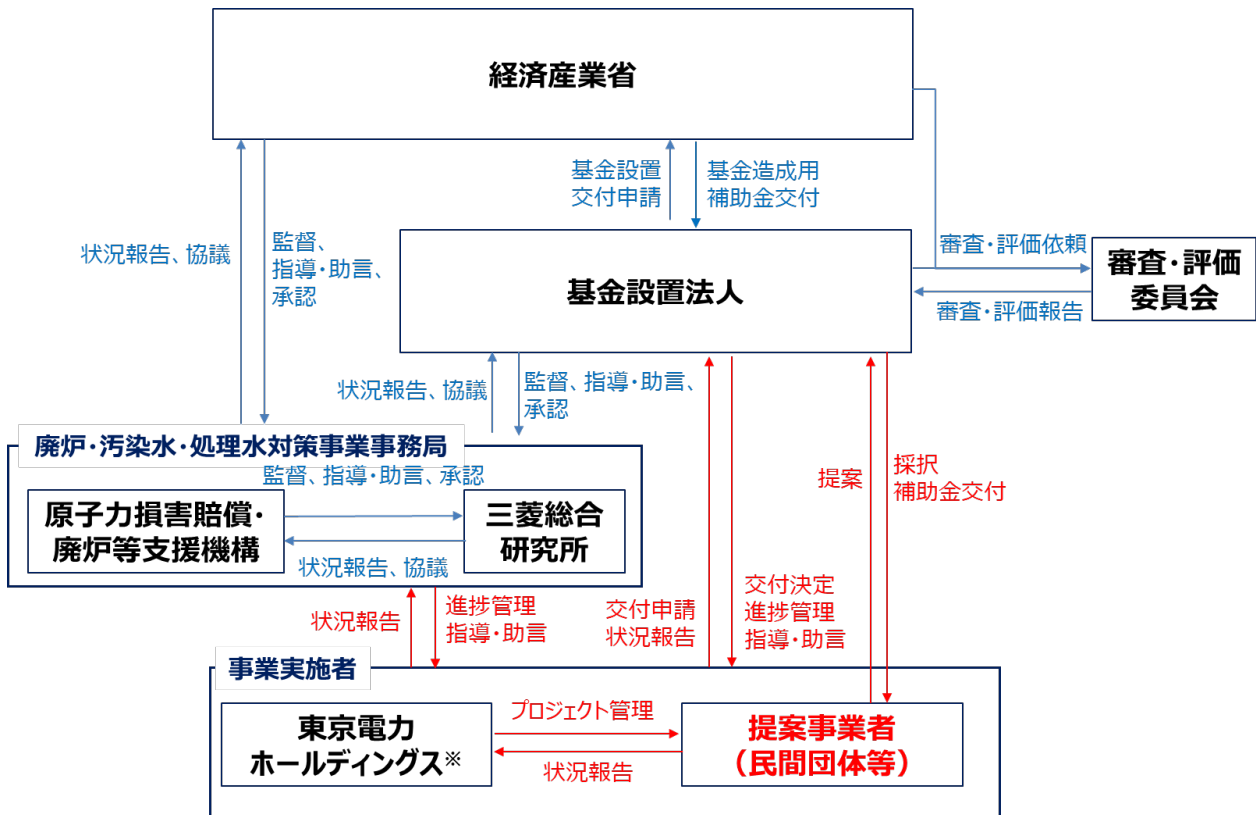 経済産業省
基金設置
交付申請
基金造成用
補助金交付
状況報告、協議
監督、
指導・助言、
承認
基金設置法人
審査・評価依頼
審査・評価報告
審査・評価
委員会
状況報告、協議
監督、指導・助言、
承認
廃炉・汚染水・処理水対策事業事務局
監督、指導・助言、承認
原子力損害賠償・
廃炉等支援機構
三菱総合
研究所
状況報告、協議
提案
採択
補助金交付
状況報告
進捗管理
指導・助言
交付申請
状況報告
交付決定
進捗管理
指導・助言
事業実施者
東京電力
ホールディングス※
プロジェクト管理
状況報告
提案事業者
（民間団体等）